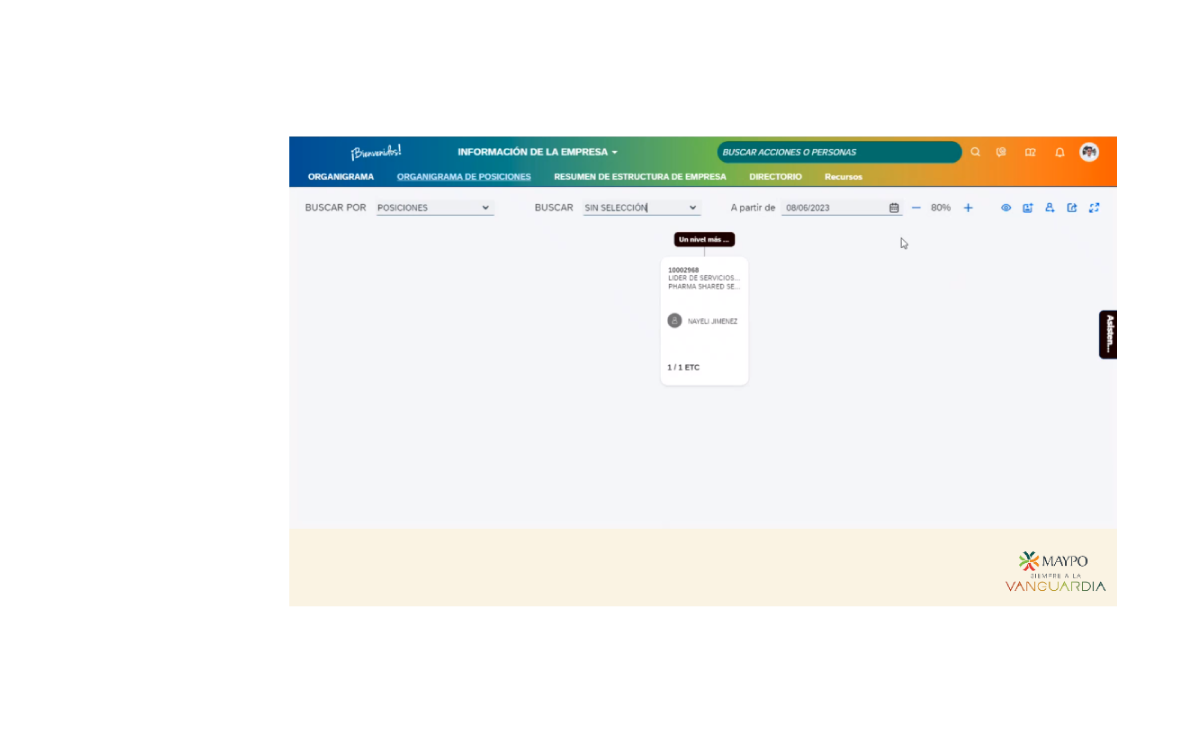 ¡Bienvenidos!
INFORMACIÓN DE LA EMPRESA
BUSCAR ACCIONES O PERSONAS
ORGANIGRAMA
ORGANIGRAMA DE POSICIONES
RESUMEN DE ESTRUCTURA DE EMPRESA
DIRECTORIO
Recursos
BUSCAR POR
POSICIONES
BUSCAR
SIN SELECCIÓN
A partir de
08/06/2023
80%
Un nivel más ...
10002968
LIDER DE SERVICIOS...
PHARMA SHARED SE...
NAYELI JIMENEZ
1 / 1 ETC
Asisten...
MAYPO
SIEMPRE A LA
VANGUARDIA